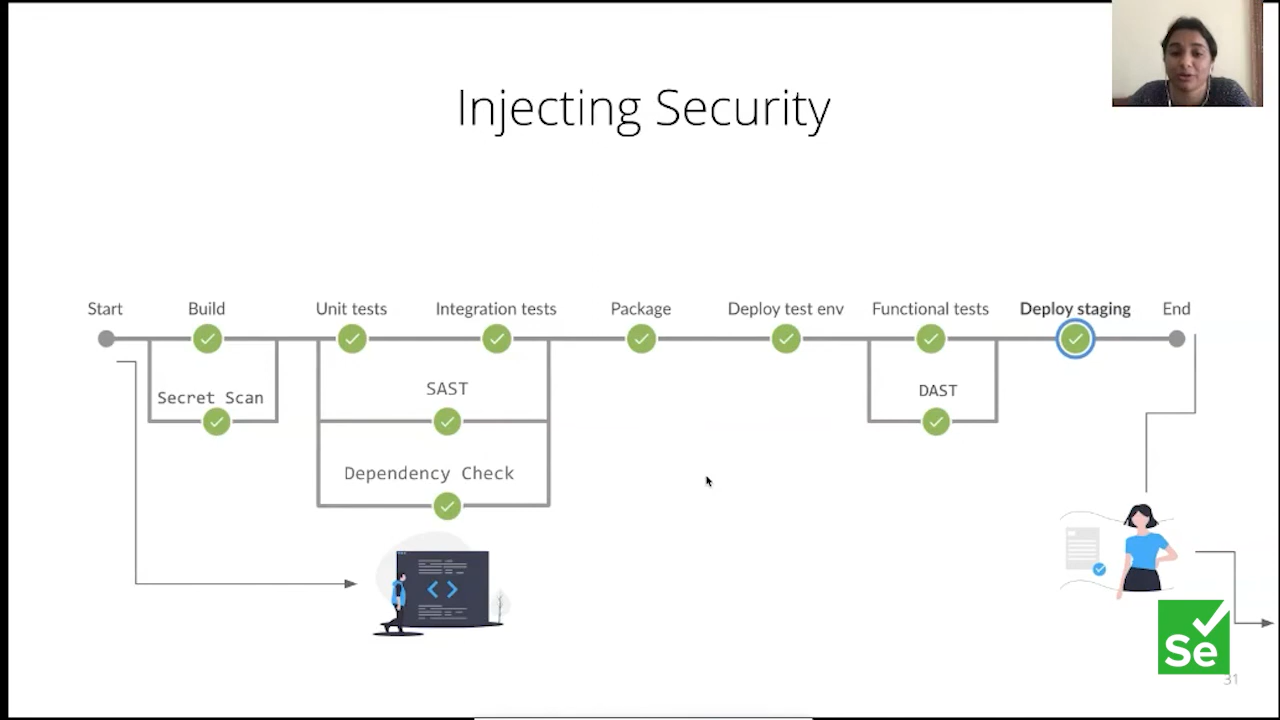 Injecting Security
Start
Build
Unit tests
Integration tests
Package
Deploy test env
Functional tests
Deploy staging
End
Secret Scan
SAST
DAST
Dependency Check
Se
31